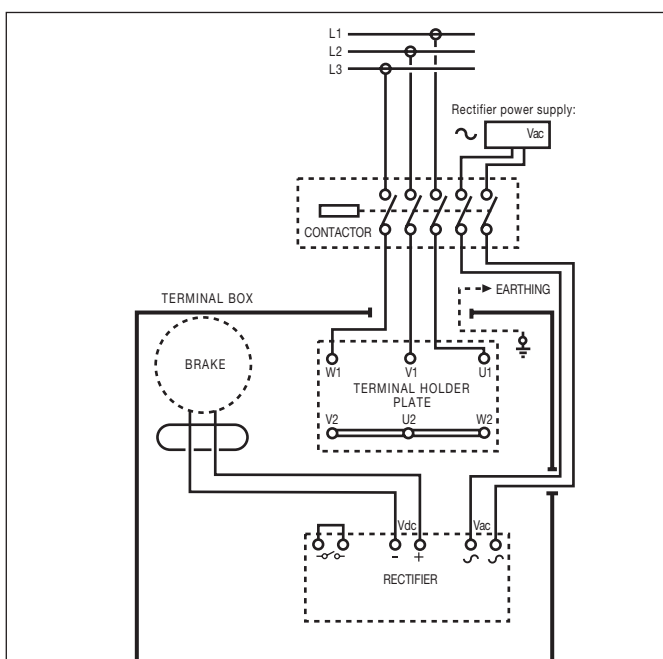 L1
L2
L3
Rectifier power supply:
Vac
CONTACTOR
EARTHING
TERMINAL BOX
BRAKE
W1 V1 U1
TERMINAL HOLDER
PLATE
V2 U2 W2
Vdc Vac
- +
RECTIFIER